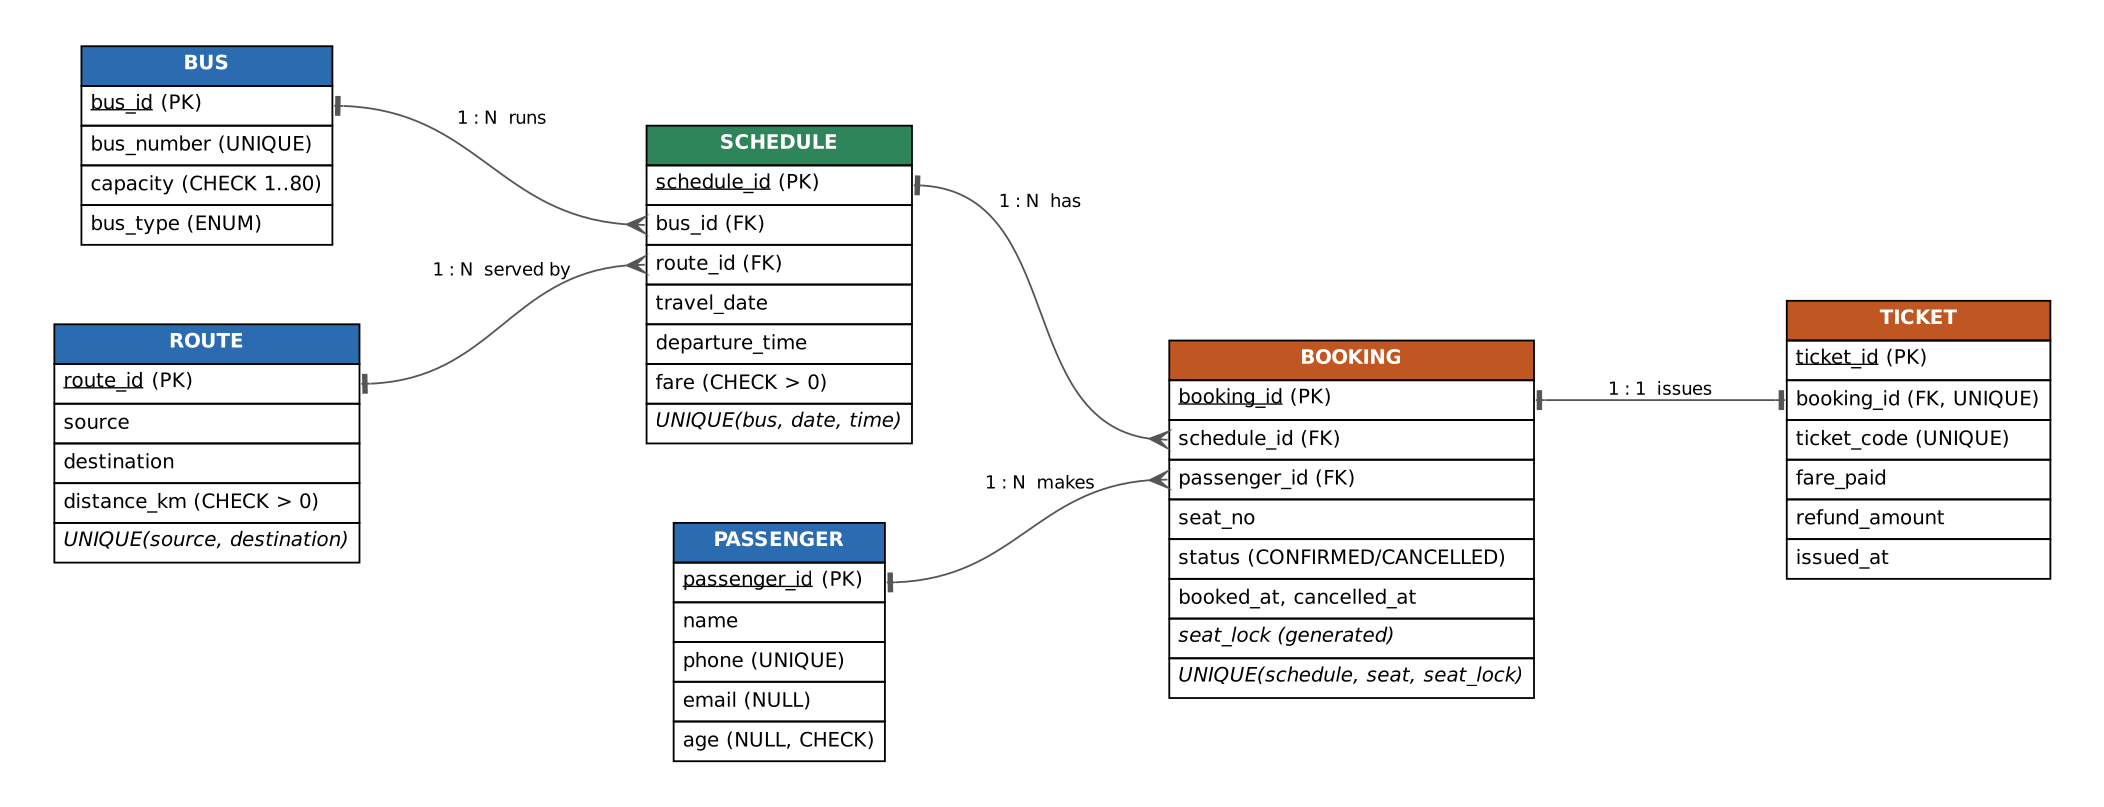 BUS
bus_id (PK)
bus_number (UNIQUE)
capacity (CHECK 1..80)
bus_type (ENUM)
1 : N  runs
1 : N  served by
ROUTE
route_id (PK)
source
destination
distance_km (CHECK > 0)
UNIQUE(source, destination)
SCHEDULE
schedule_id (PK)
bus_id (FK)
route_id (FK)
travel_date
departure_time
fare (CHECK > 0)
UNIQUE(bus, date, time)
1 : N  has
1 : N  makes
PASSENGER
passenger_id (PK)
name
phone (UNIQUE)
email (NULL)
age (NULL, CHECK)
BOOKING
booking_id (PK)
schedule_id (FK)
passenger_id (FK)
seat_no
status (CONFIRMED/CANCELLED)
booked_at, cancelled_at
seat_lock (generated)
UNIQUE(schedule, seat, seat_lock)
1 : 1  issues
TICKET
ticket_id (PK)
booking_id (FK, UNIQUE)
ticket_code (UNIQUE)
fare_paid
refund_amount
issued_at